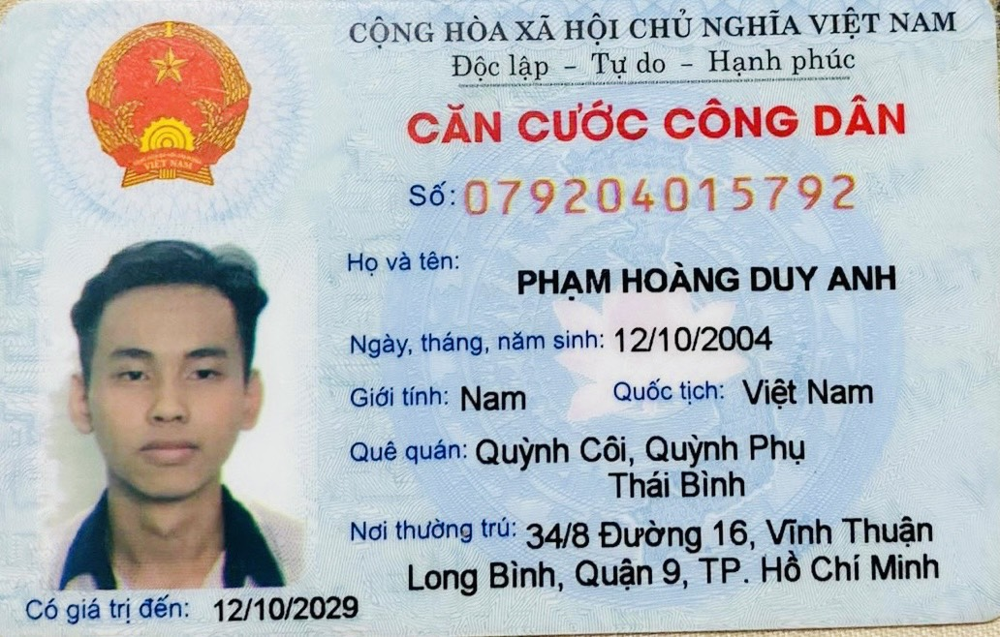 CỘNG HÒA XÃ HỘI CHỦ NGHĨA VIỆT NAM
Độc lập – Tự do – Hạnh phúc
CĂN CƯỚC CÔNG DÂN
Số: 079204015792
Họ và tên:
PHẠM HOÀNG DUY ANH
Ngày, tháng, năm sinh: 12/10/2004
Giới tính: Nam Quốc tịch: Việt Nam
Quê quán: Quỳnh Côi, Quỳnh Phụ
Thái Bình
Nơi thường trú: 34/8 Đường 16, Vĩnh Thuận
Long Bình, Quận 9, TP. Hồ Chí Minh
Có giá trị đến: 12/10/2029
VIỆT NAM